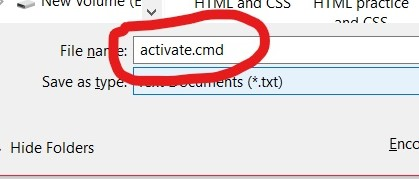 New Volume (E
HTML and CSS
HTML practice
and CSS
File name: activate.cmd
Save as type: Text Documents (*.txt)
Hide Folders
Enco